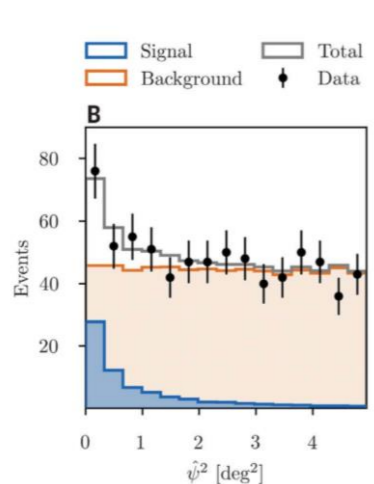 Signal Total
Background Data
B
80
60
40
20
Events
0 1 2 3 4
ψ̂² [deg²]